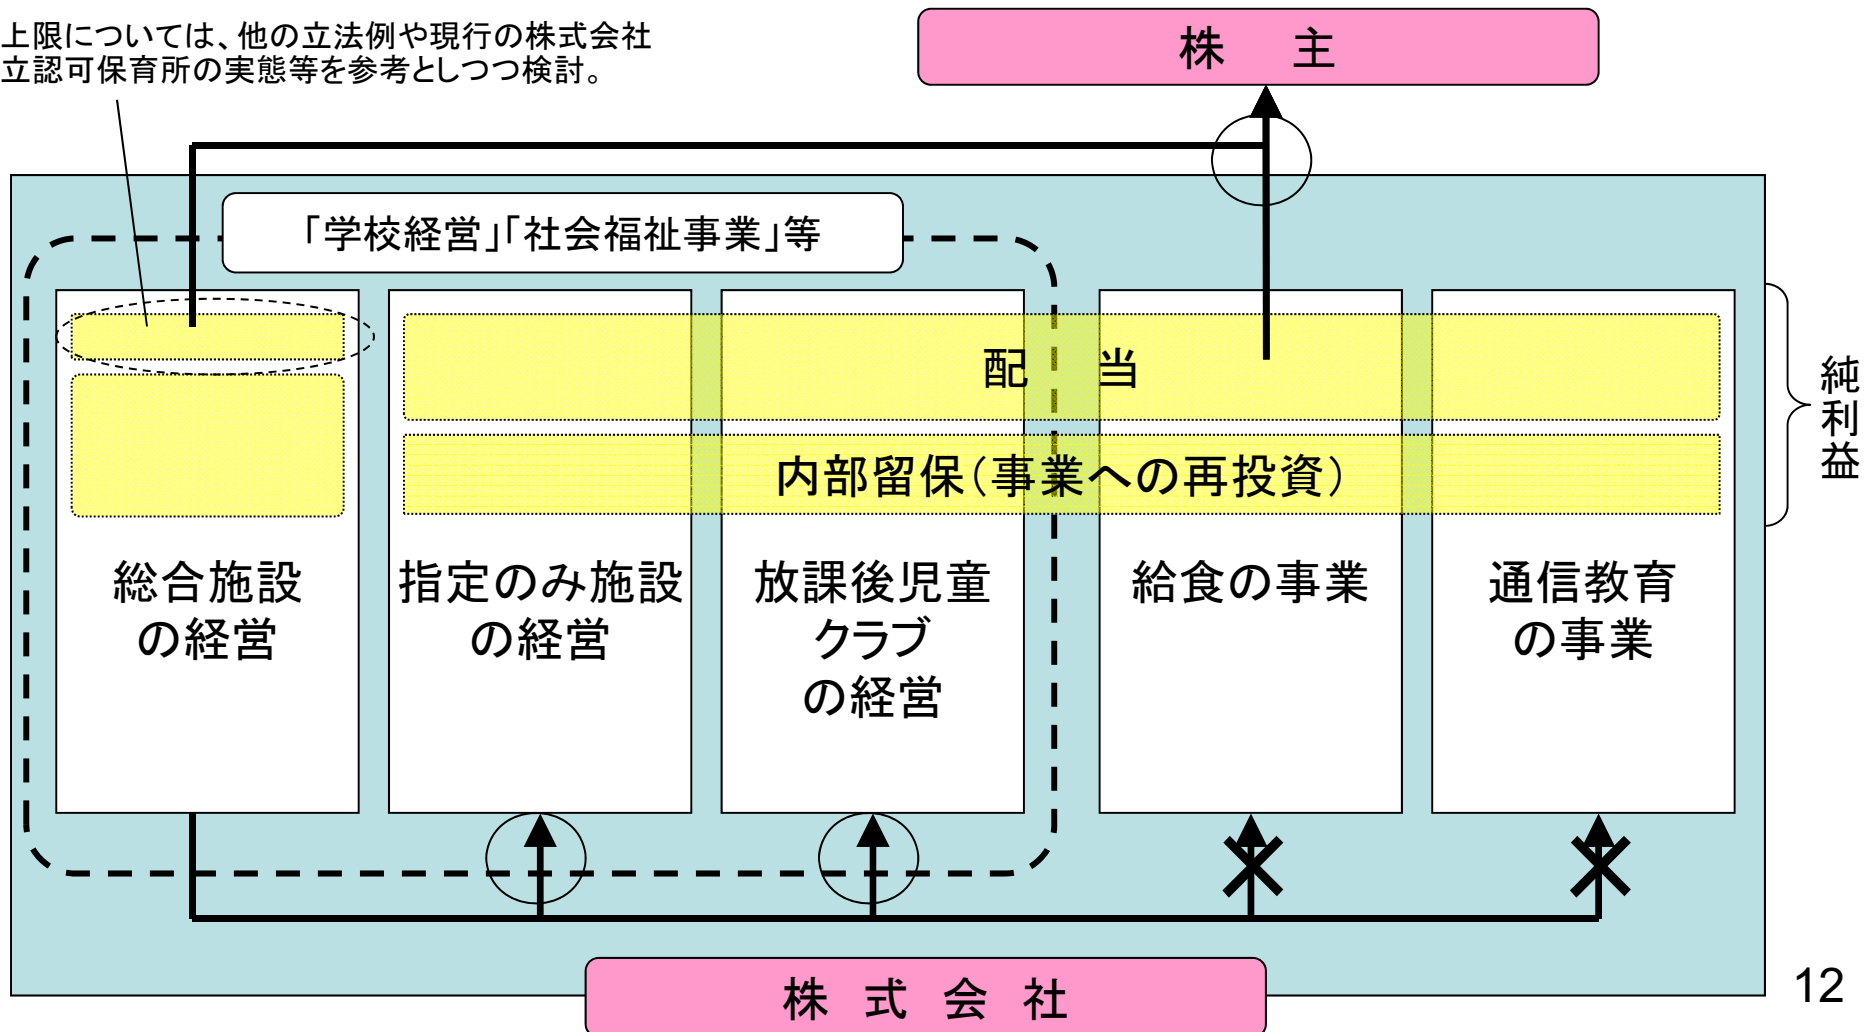 上限については、他の立法例や現行の株式会社
立認可保育所の実態等を参考としつつ検討。
株　主
「学校経営」「社会福祉事業」等
配　当
内部留保（事業への再投資）
純利益
総合施設
の経営
指定のみ施設
の経営
放課後児童
クラブ
の経営
給食の事業
通信教育
の事業
株 式 会 社
12